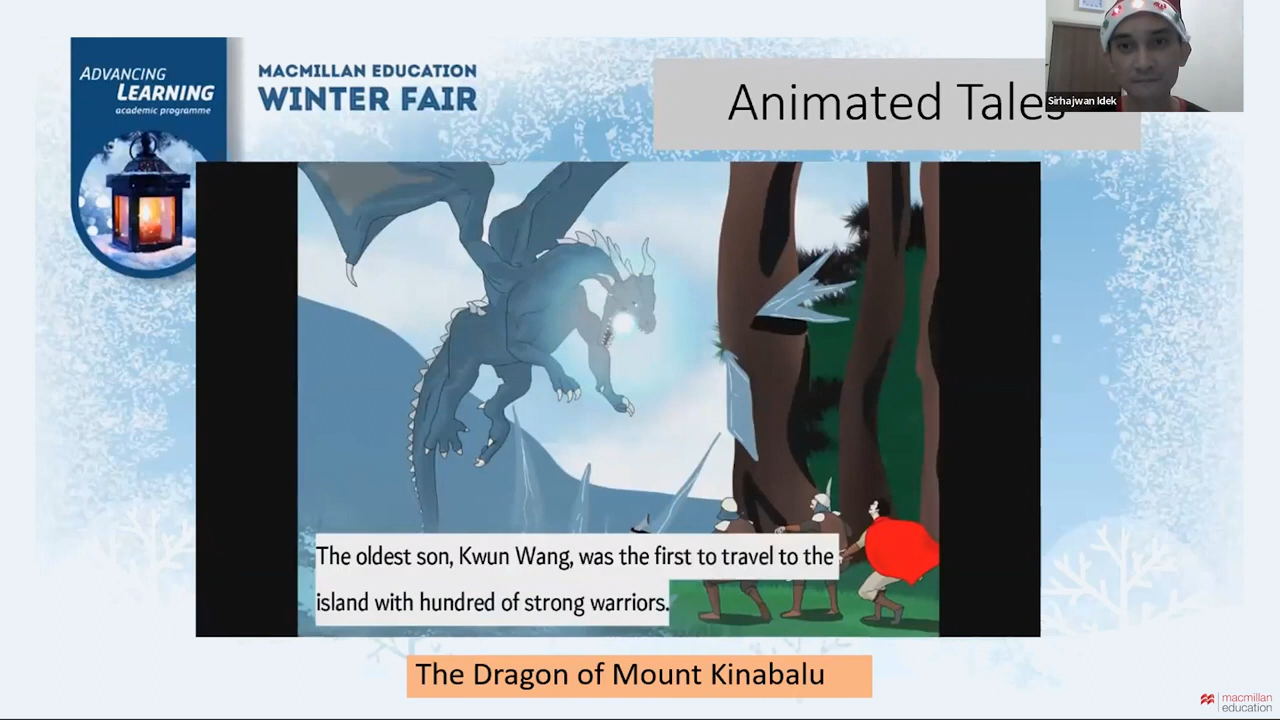 ADVANCING
LEARNING
academic programme
MACMILLAN EDUCATION
WINTER FAIR
Animated Tales
Sirhajwan Idek
The oldest son, Kwun Wang, was the first to travel to the
island with hundred of strong warriors.
The Dragon of Mount Kinabalu
macmillan
education